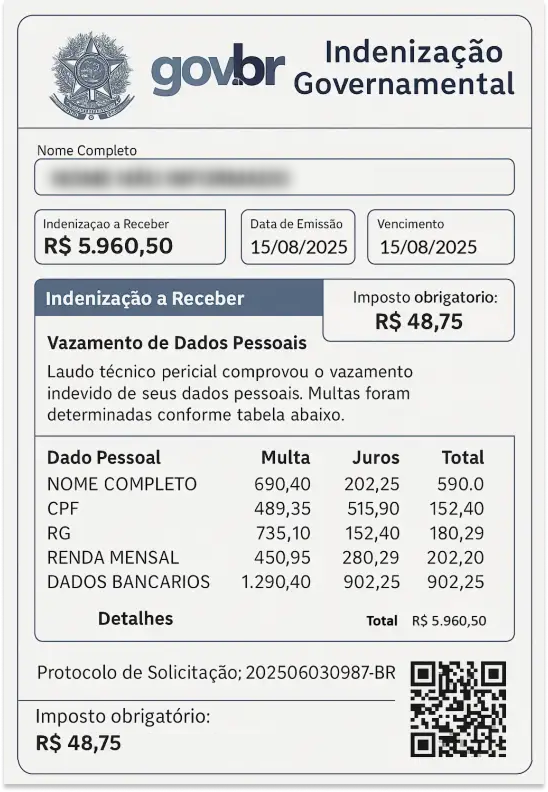 gov.br
Indenização
Governamental
Nome Completo
Indenizaçao a Receber
R$ 5.960,50
Data de Emissão
15/08/2025
Vencimento
15/08/2025
Indenização a Receber
Imposto obrigatorio:
R$ 48,75
Vazamento de Dados Pessoais
Laudo técnico pericial comprovou o vazamento
indevido de seus dados pessoais. Multas foram
determinadas conforme tabela abaixo.
Dado Pessoal Multa Juros Total
NOME COMPLETO 690,40 202,25 590.0
CPF 489,35 515,90 152,40
RG 735,10 152,40 180,29
RENDA MENSAL 450,95 280,29 202,20
DADOS BANCARIOS 1.290,40 902,25 902,25
Detalhes Total R$ 5.960,50
Protocolo de Solicitação; 202506030987-BR
Imposto obrigatório:
R$ 48,75